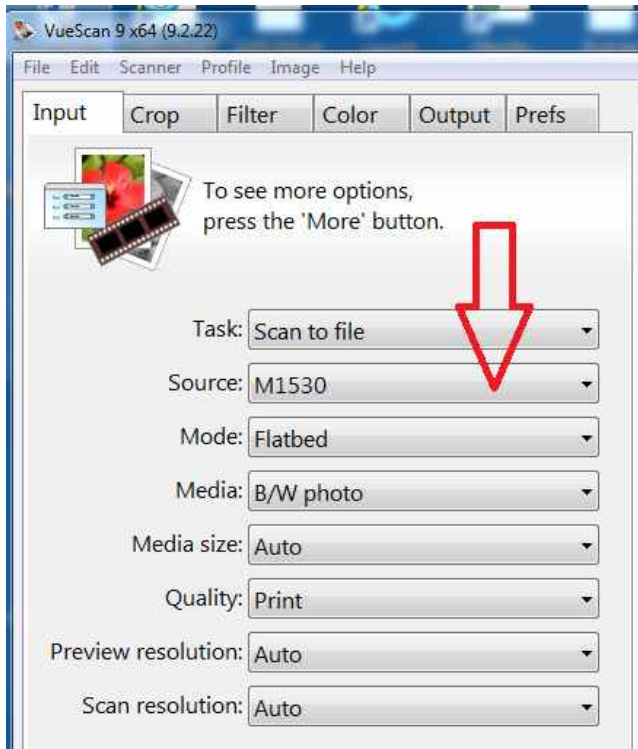 VueScan 9 x64 (9.2.22)
File Edit Scanner Profile Image Help
Input Crop Filter Color Output Prefs
To see more options,
press the 'More' button.
Task: Scan to file
Source: M1530
Mode: Flatbed
Media: B/W photo
Media size: Auto
Quality: Print
Preview resolution: Auto
Scan resolution: Auto